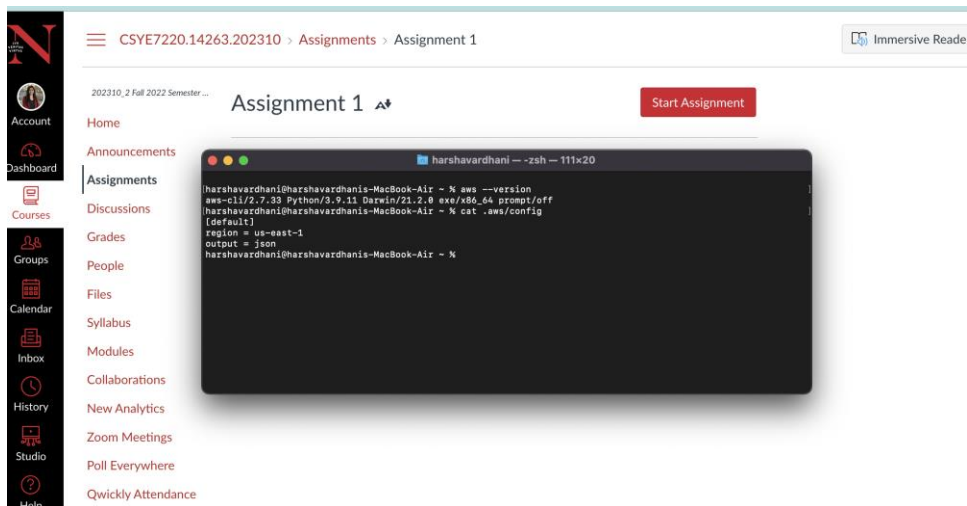 CSYE7220.14263.202310 > Assignments > Assignment 1
Immersive Reade
Account
Dashboard
Courses
Groups
Calendar
Inbox
History
Studio
Help
202310_2 Fall 2022 Semester ...
Home
Announcements
Assignments
Discussions
Grades
People
Files
Syllabus
Modules
Collaborations
New Analytics
Zoom Meetings
Poll Everywhere
Qwickly Attendance
Assignment 1
Start Assignment
harshavardhani — -zsh — 111×20
[harshavardhani@harshavardhanis-MacBook-Air ~ % aws --version ]
aws-cli/2.7.33 Python/3.9.11 Darwin/21.2.0 exe/x86_64 prompt/off
[harshavardhani@harshavardhanis-MacBook-Air ~ % cat .aws/config ]
[default]
region = us-east-1
output = json
harshavardhani@harshavardhanis-MacBook-Air ~ %